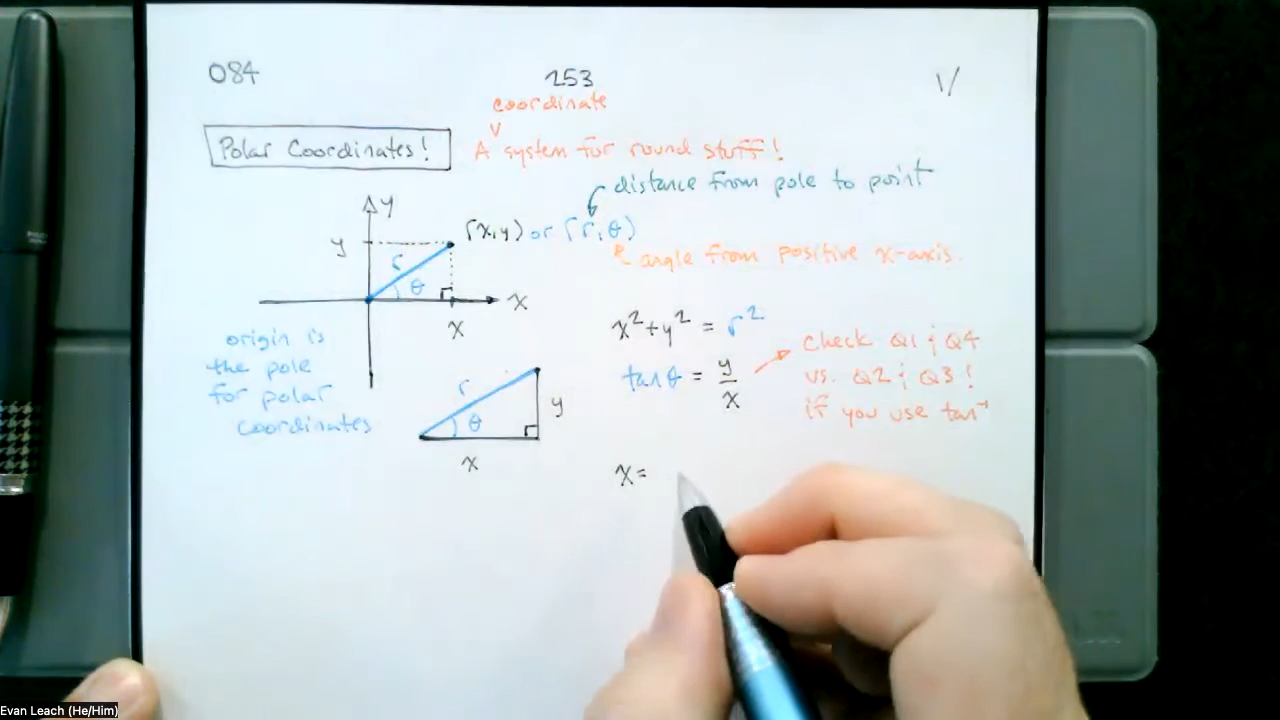 084
253
1/
coordinate
Polar Coordinates!
A system for round stuff!
distance from pole to point
y
y
(x,y) or (r,θ)
angle from positive x-axis.
r
θ
x
x
x² + y² = r²
origin is
the pole
for polar
coordinates
check Q1 & Q4
vs. Q2 & Q3!
if you use tan⁻¹
tanθ = y/x
r
θ
y
x
x =
Evan Leach (He/Him)